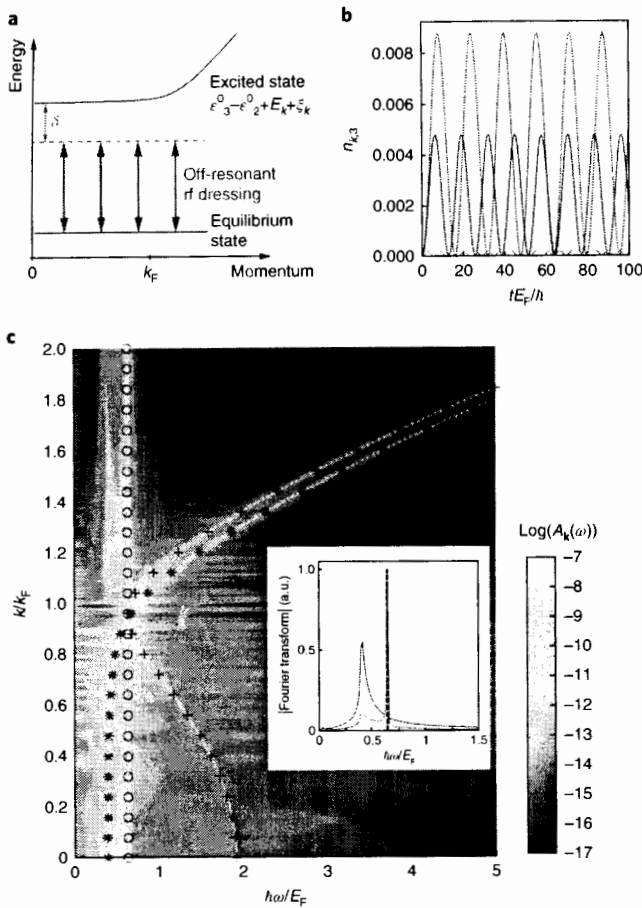 a
Energy
Excited state
ε⁰₃−ε⁰₂+E_k+ξ_k
δ
Off-resonant
rf dressing
Equilibrium
state
0
k_F
Momentum
b
n_k,3
0.008
0.006
0.004
0.002
0.000
0 20 40 60 80 100
tE_F/ħ
c
k/k_F
2.0
1.8
1.6
1.4
1.2
1.0
0.8
0.6
0.4
0.2
0
0 1 2 3 4 5
ħω/E_F
|Fourier transform| (a.u.)
1.0
0.5
0
0 0.5 1.0 1.5
ħω/E_F
Log(A_k(ω))
−7
−8
−9
−10
−11
−12
−13
−14
−15
−16
−17